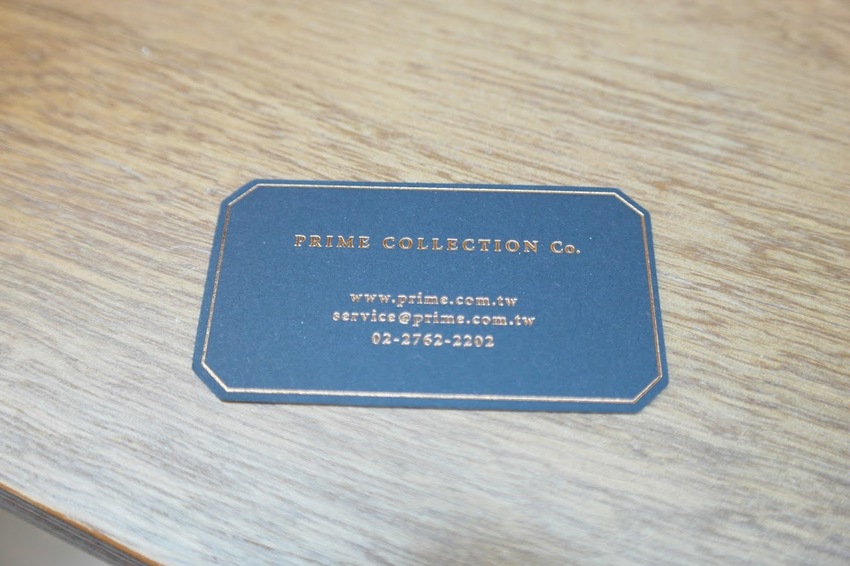 PRIME COLLECTION Co.
www.prime.com.tw
service@prime.com.tw
02-2762-2202